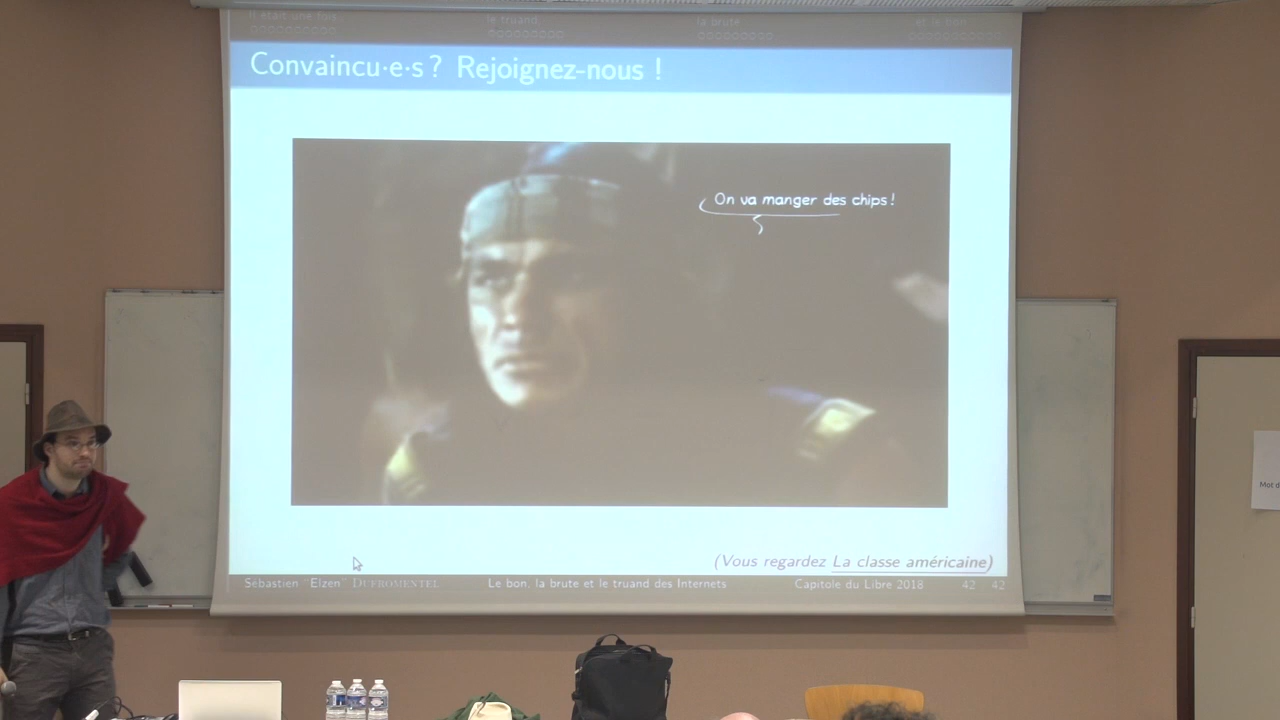 Il était une fois
le truand
la brute
et le bon
Convaincu·e·s ? Rejoignez-nous !
On va manger des chips !
(Vous regardez La classe américaine)
Sébastien "Elzen" DUFROMENTEL
Le bon, la brute et le truand des Internets
Capitole du Libre 2018
42
42
Mot d